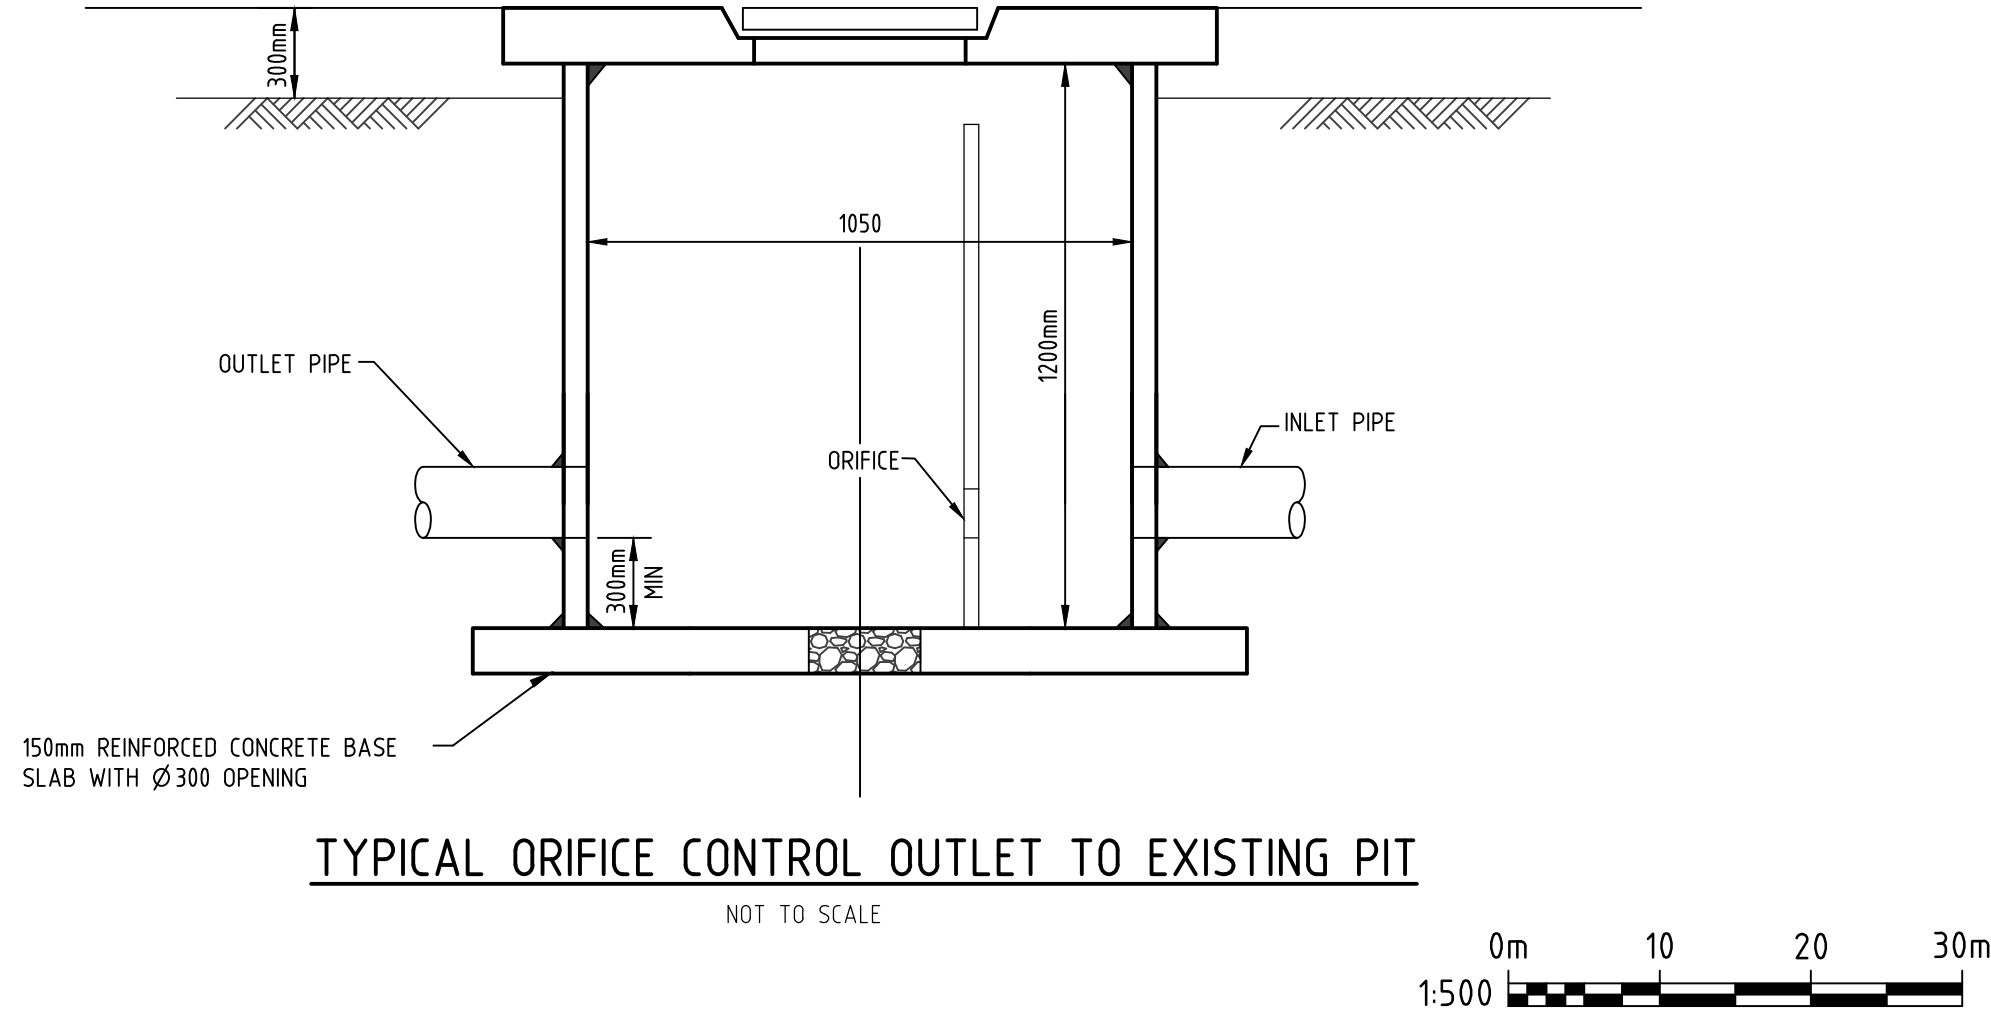 300mm
1050
1200mm
OUTLET PIPE
INLET PIPE
ORIFICE
300mm
MIN
150mm REINFORCED CONCRETE BASE
SLAB WITH Ø300 OPENING
TYPICAL ORIFICE CONTROL OUTLET TO EXISTING PIT
NOT TO SCALE
0m 10 20 30m
1:500